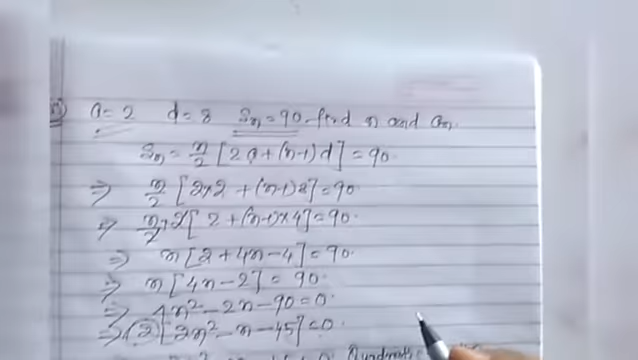 a = 2 d = 8 Sn = 90 find n and an.
Sn = n/2 [2a + (n-1)d] = 90.
⇒ n/2 [2×2 + (n-1)8] = 90.
⇒ n/2 × 2[2 + (n-1)×4] = 90.
⇒ n[2 + 4n - 4] = 90.
⇒ n[4n - 2] = 90.
⇒ 4n² - 2n - 90 = 0.
⇒ 2[2n² - n - 45] = 0.